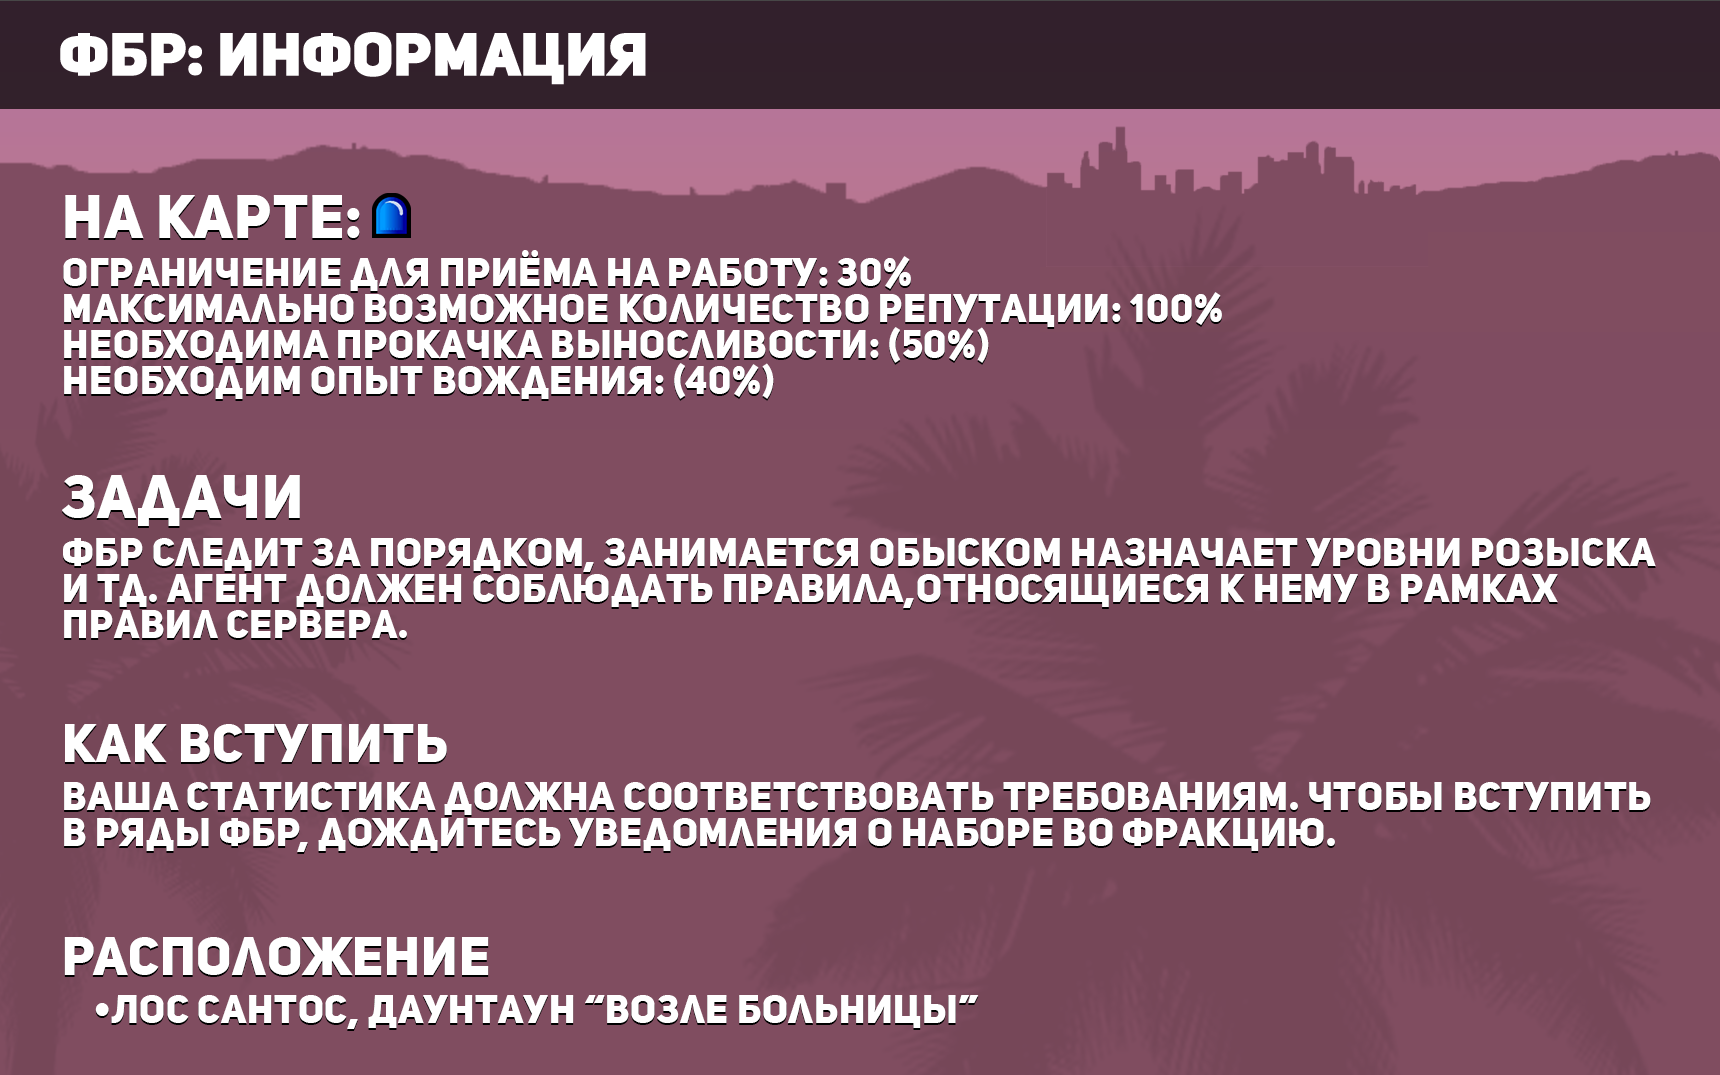 ФБР: ИНФОРМАЦИЯ
НА КАРТЕ:
ОГРАНИЧЕНИЕ ДЛЯ ПРИЁМА НА РАБОТУ: 30%
МАКСИМАЛЬНО ВОЗМОЖНОЕ КОЛИЧЕСТВО РЕПУТАЦИИ: 100%
НЕОБХОДИМА ПРОКАЧКА ВЫНОСЛИВОСТИ: (50%)
НЕОБХОДИМ ОПЫТ ВОЖДЕНИЯ: (40%)
ЗАДАЧИ
ФБР СЛЕДИТ ЗА ПОРЯДКОМ, ЗАНИМАЕТСЯ ОБЫСКОМ НАЗНАЧАЕТ УРОВНИ РОЗЫСКА
И ТД. АГЕНТ ДОЛЖЕН СОБЛЮДАТЬ ПРАВИЛА,ОТНОСЯЩИЕСЯ К НЕМУ В РАМКАХ
ПРАВИЛ СЕРВЕРА.
КАК ВСТУПИТЬ
ВАША СТАТИСТИКА ДОЛЖНА СООТВЕТСТВОВАТЬ ТРЕБОВАНИЯМ. ЧТОБЫ ВСТУПИТЬ
В РЯДЫ ФБР, ДОЖДИТЕСЬ УВЕДОМЛЕНИЯ О НАБОРЕ ВО ФРАКЦИЮ.
РАСПОЛОЖЕНИЕ
•ЛОС САНТОС, ДАУНТАУН “ВОЗЛЕ БОЛЬНИЦЫ”